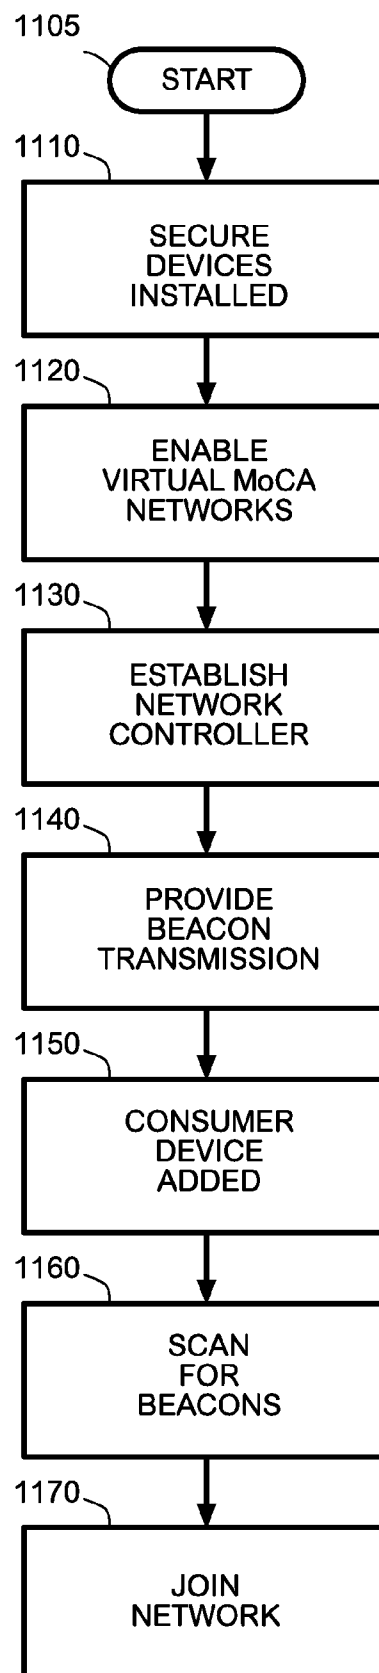 1105
START
1110
SECURE
DEVICES
INSTALLED
1120
ENABLE
VIRTUAL MoCA
NETWORKS
1130
ESTABLISH
NETWORK
CONTROLLER
1140
PROVIDE
BEACON
TRANSMISSION
1150
CONSUMER
DEVICE
ADDED
1160
SCAN
FOR
BEACONS
1170
JOIN
NETWORK